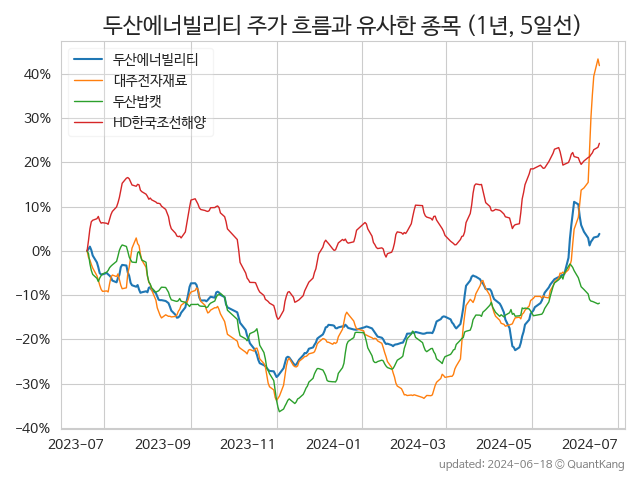 두산에너빌리티 주가 흐름과 유사한 종목 (1년, 5일선)
두산에너빌리티
대주전자재료
두산밥캣
HD한국조선해양
40%
30%
20%
10%
0%
−10%
−20%
−30%
−40%
2023-07 2023-09 2023-11 2024-01 2024-03 2024-05 2024-07
updated: 2024-06-18 © QuantKang